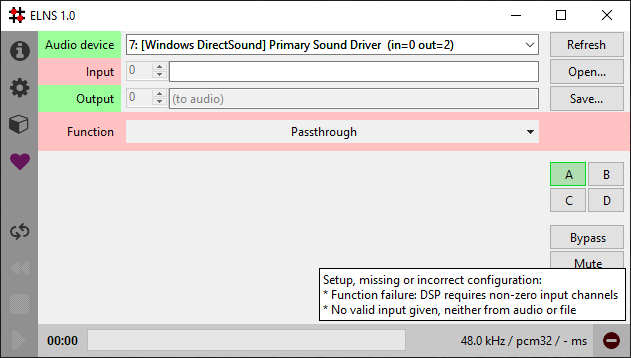 ELNS 1.0
Audio device 7: [Windows DirectSound] Primary Sound Driver (in=0 out=2) Refresh
Input 0 Open...
Output 0 (to audio) Save...
Function Passthrough
A B
C D
Bypass
Mute
Setup, missing or incorrect configuration:
* Function failure: DSP requires non-zero input channels
* No valid input given, neither from audio or file
00:00 48.0 kHz / pcm32 / - ms